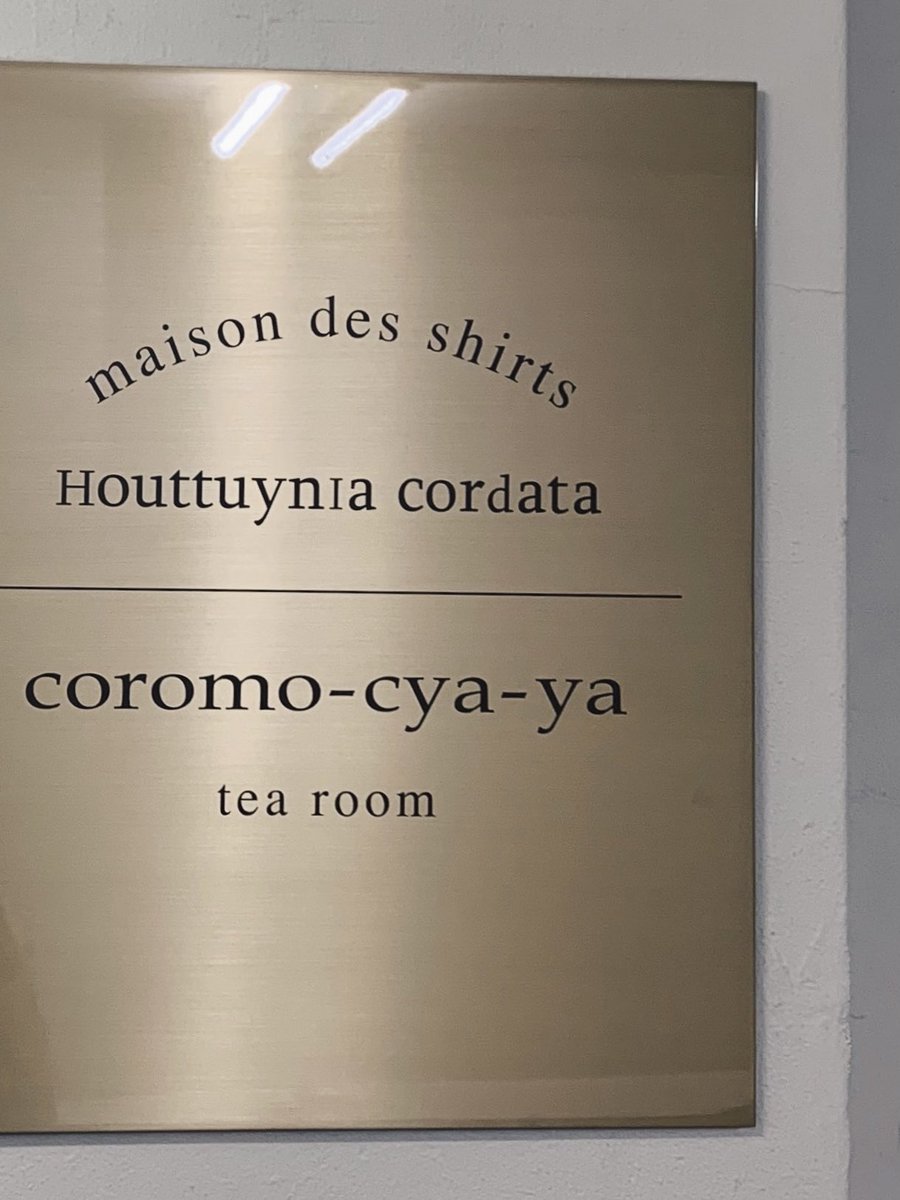 maison des shirts
Houttuynia cordata
coromo-cya-ya
tea room